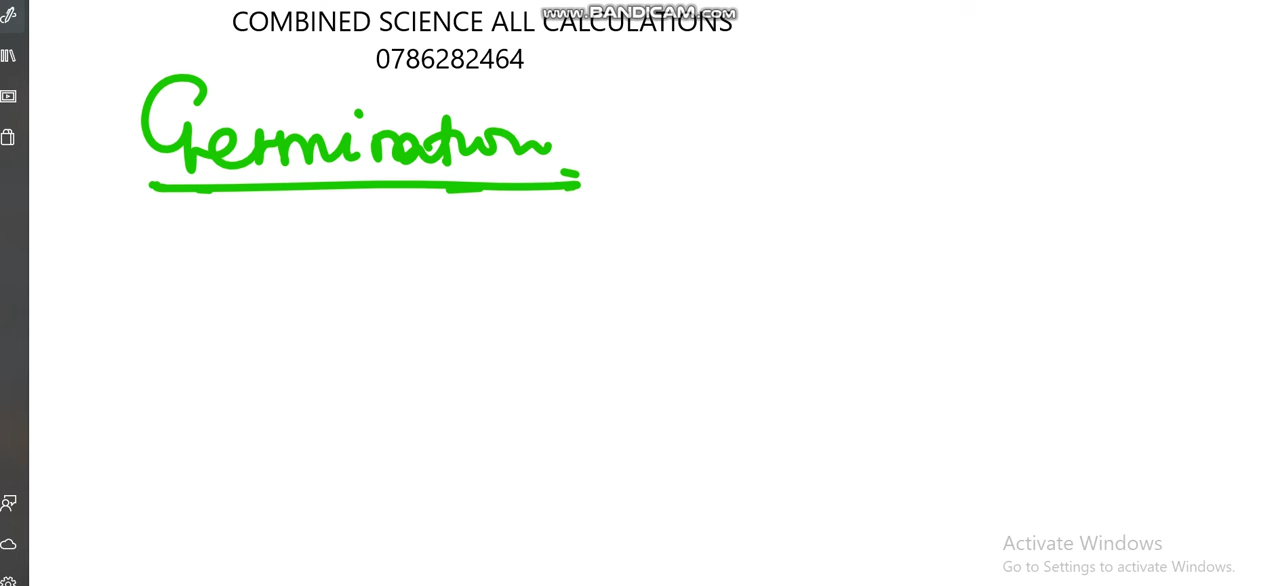 www.BANDICAM.com
COMBINED SCIENCE ALL CALCULATIONS
0786282464
Germination
Activate Windows
Go to Settings to activate Windows.